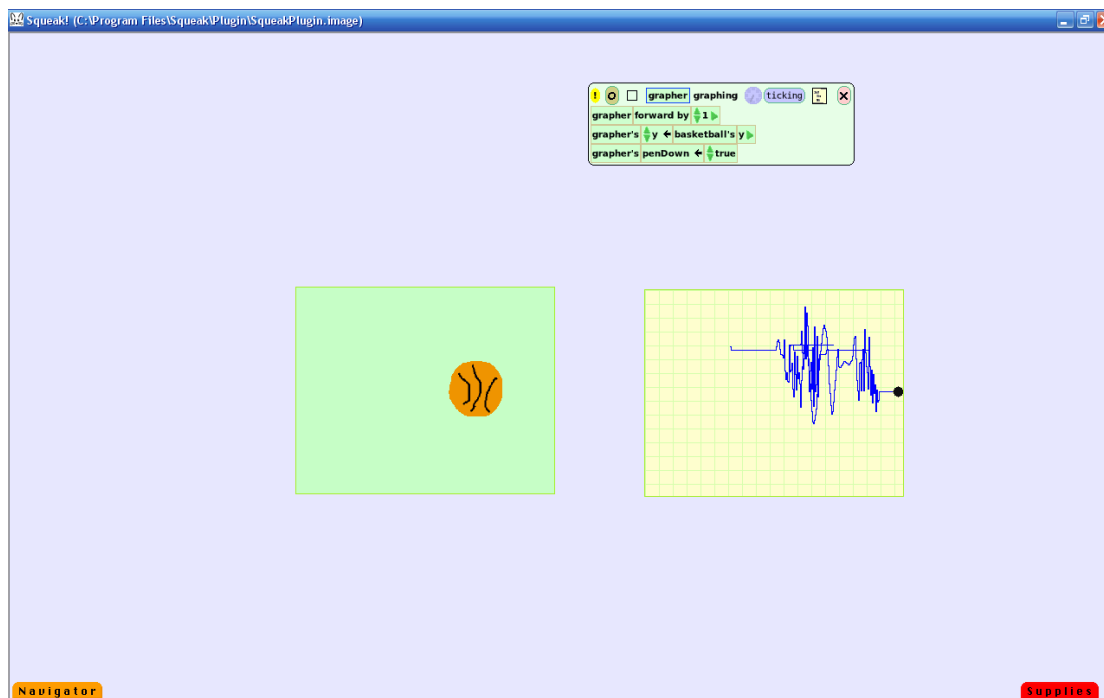 Squeak! (C:\Program Files\Squeak\Plugin\SqueakPlugin.image)
! grapher graphing ticking
grapher forward by 1
grapher's y ← basketball's y
grapher's penDown ← true
Navigator
Supplies